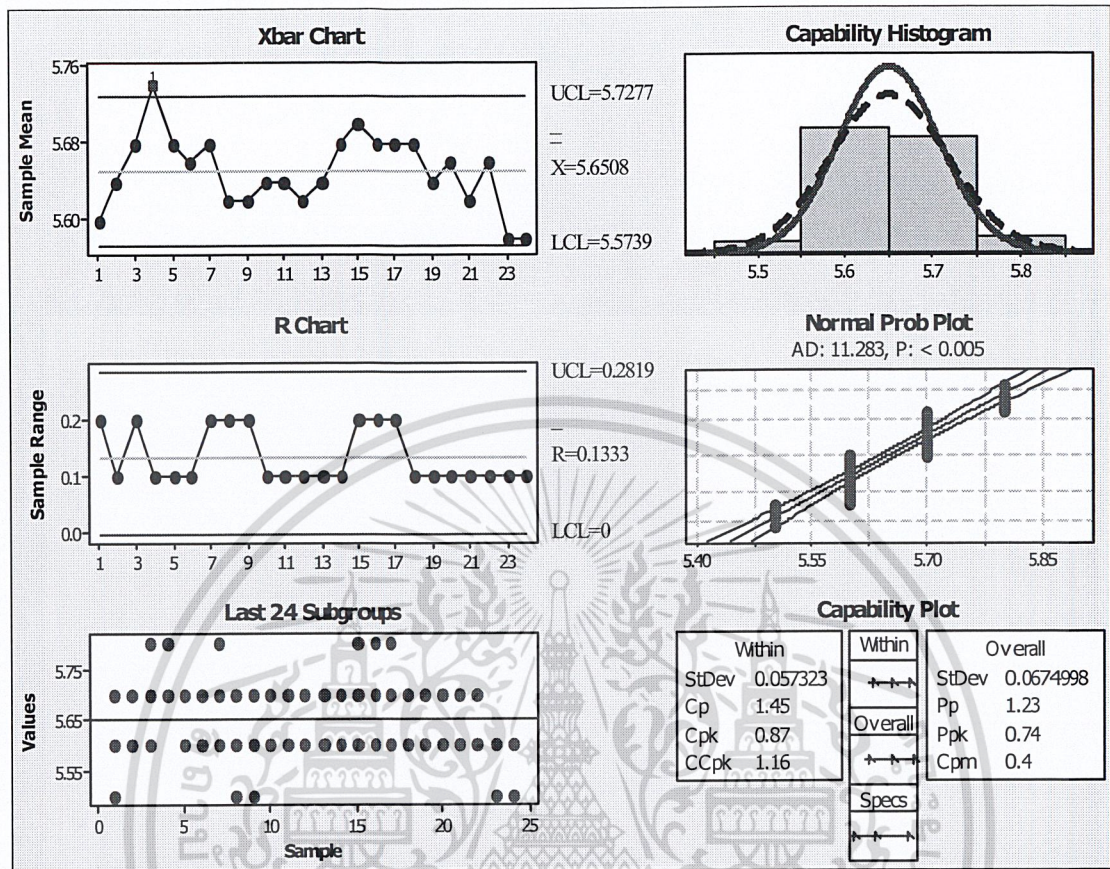 Xbar Chart
Sample Mean
5.76
5.68
5.60
1
UCL=5.7277
X=5.6508
LCL=5.5739
1 3 5 7 9 11 13 15 17 19 21 23
Capability Histogram
5.5 5.6 5.7 5.8
R Chart
Sample Range
0.2
0.1
0.0
UCL=0.2819
R=0.1333
LCL=0
1 3 5 7 9 11 13 15 17 19 21 23
Normal Prob Plot
AD: 11.283, P: < 0.005
5.40 5.55 5.70 5.85
Last 24 Subgroups
Values
5.75
5.65
5.55
0 5 10 15 20 25
Sample
Capability Plot
Within
StDev 0.057323
Cp 1.45
Cpk 0.87
CCpk 1.16
Within
Overall
Specs
Overall
StDev 0.0674998
Pp 1.23
Ppk 0.74
Cpm 0.4